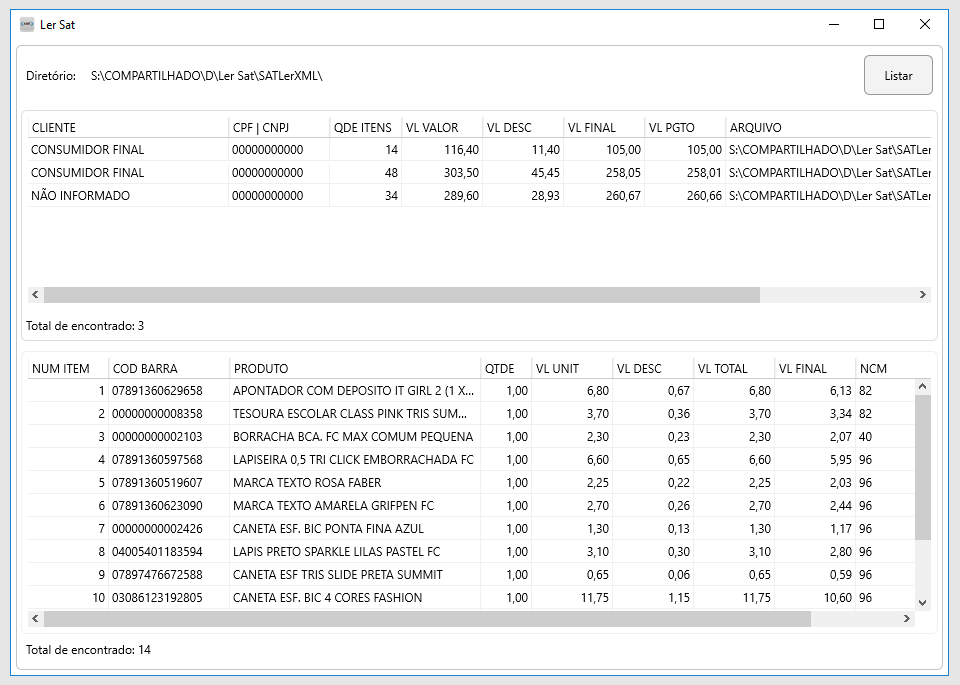 Ler Sat
Diretório: S:\COMPARTILHADO\D\Ler Sat\SATLerXML\ Listar
CLIENTE CPF | CNPJ QDE ITENS VL VALOR VL DESC VL FINAL VL PGTO ARQUIVO
CONSUMIDOR FINAL 00000000000 14 116,40 11,40 105,00 105,00 S:\COMPARTILHADO\D\Ler Sat\SATLer
CONSUMIDOR FINAL 00000000000 48 303,50 45,45 258,05 258,01 S:\COMPARTILHADO\D\Ler Sat\SATLer
NÃO INFORMADO 00000000000 34 289,60 28,93 260,67 260,66 S:\COMPARTILHADO\D\Ler Sat\SATLer
Total de encontrado: 3
NUM ITEM COD BARRA PRODUTO QTDE VL UNIT VL DESC VL TOTAL VL FINAL NCM
1 07891360629658 APONTADOR COM DEPOSITO IT GIRL 2 (1 X... 1,00 6,80 0,67 6,80 6,13 82
2 00000000008358 TESOURA ESCOLAR CLASS PINK TRIS SUM... 1,00 3,70 0,36 3,70 3,34 82
3 00000000002103 BORRACHA BCA. FC MAX COMUM PEQUENA 1,00 2,30 0,23 2,30 2,07 40
4 07891360597568 LAPISEIRA 0,5 TRI CLICK EMBORRACHADA FC 1,00 6,60 0,65 6,60 5,95 96
5 07891360519607 MARCA TEXTO ROSA FABER 1,00 2,25 0,22 2,25 2,03 96
6 07891360623090 MARCA TEXTO AMARELA GRIFPEN FC 1,00 2,70 0,26 2,70 2,44 96
7 00000000002426 CANETA ESF. BIC PONTA FINA AZUL 1,00 1,30 0,13 1,30 1,17 96
8 04005401183594 LAPIS PRETO SPARKLE LILAS PASTEL FC 1,00 3,10 0,30 3,10 2,80 96
9 07897476672588 CANETA ESF TRIS SLIDE PRETA SUMMIT 1,00 0,65 0,06 0,65 0,59 96
10 03086123192805 CANETA ESF. BIC 4 CORES FASHION 1,00 11,75 1,15 11,75 10,60 96
Total de encontrado: 14